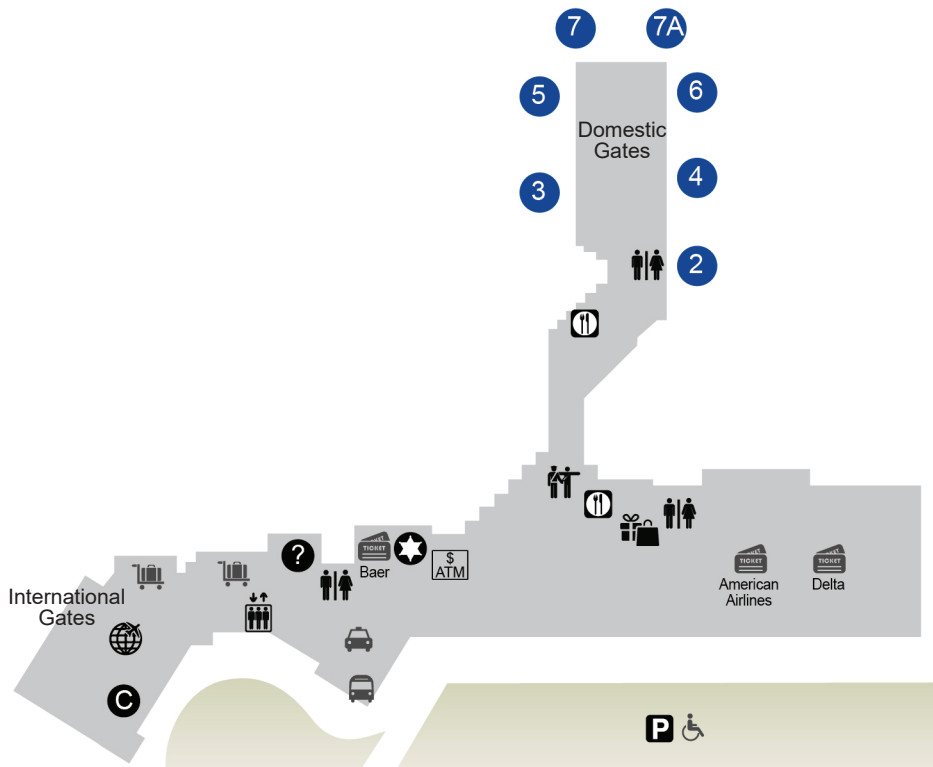 7
7A
5
6
Domestic
Gates
3
4
2
?
TICKET
Baer
$
ATM
TICKET
American
Airlines
TICKET
Delta
International
Gates
C
P